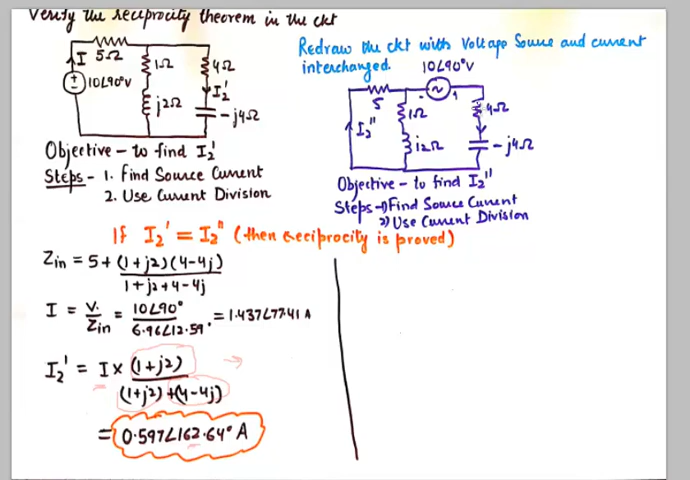 Verify the reciprocity theorem in the ckt
I 5Ω 1Ω 4Ω
10∠90°V I₂'
j2Ω -j4Ω
Objective - to find I₂'
Steps - 1. Find Source Current
2. Use Current Division
Redraw the ckt with Voltage Source and current
interchanged. 10∠90°V
5 1Ω 4Ω
I₂"
j2Ω -j4Ω
Objective - to find I₂"
Steps - 1) Find Source Current
2) Use Current Division
If I₂' = I₂" (then reciprocity is proved)
Zin = 5 + (1+j2)(4-4j)
1+j2+4-4j
I = V = 10∠90° = 1.437∠77.41 A
Zin 6.96∠12.59°
I₂' = I × (1+j2)
(1+j2)+(4-4j)
= 0.597∠162.64° A